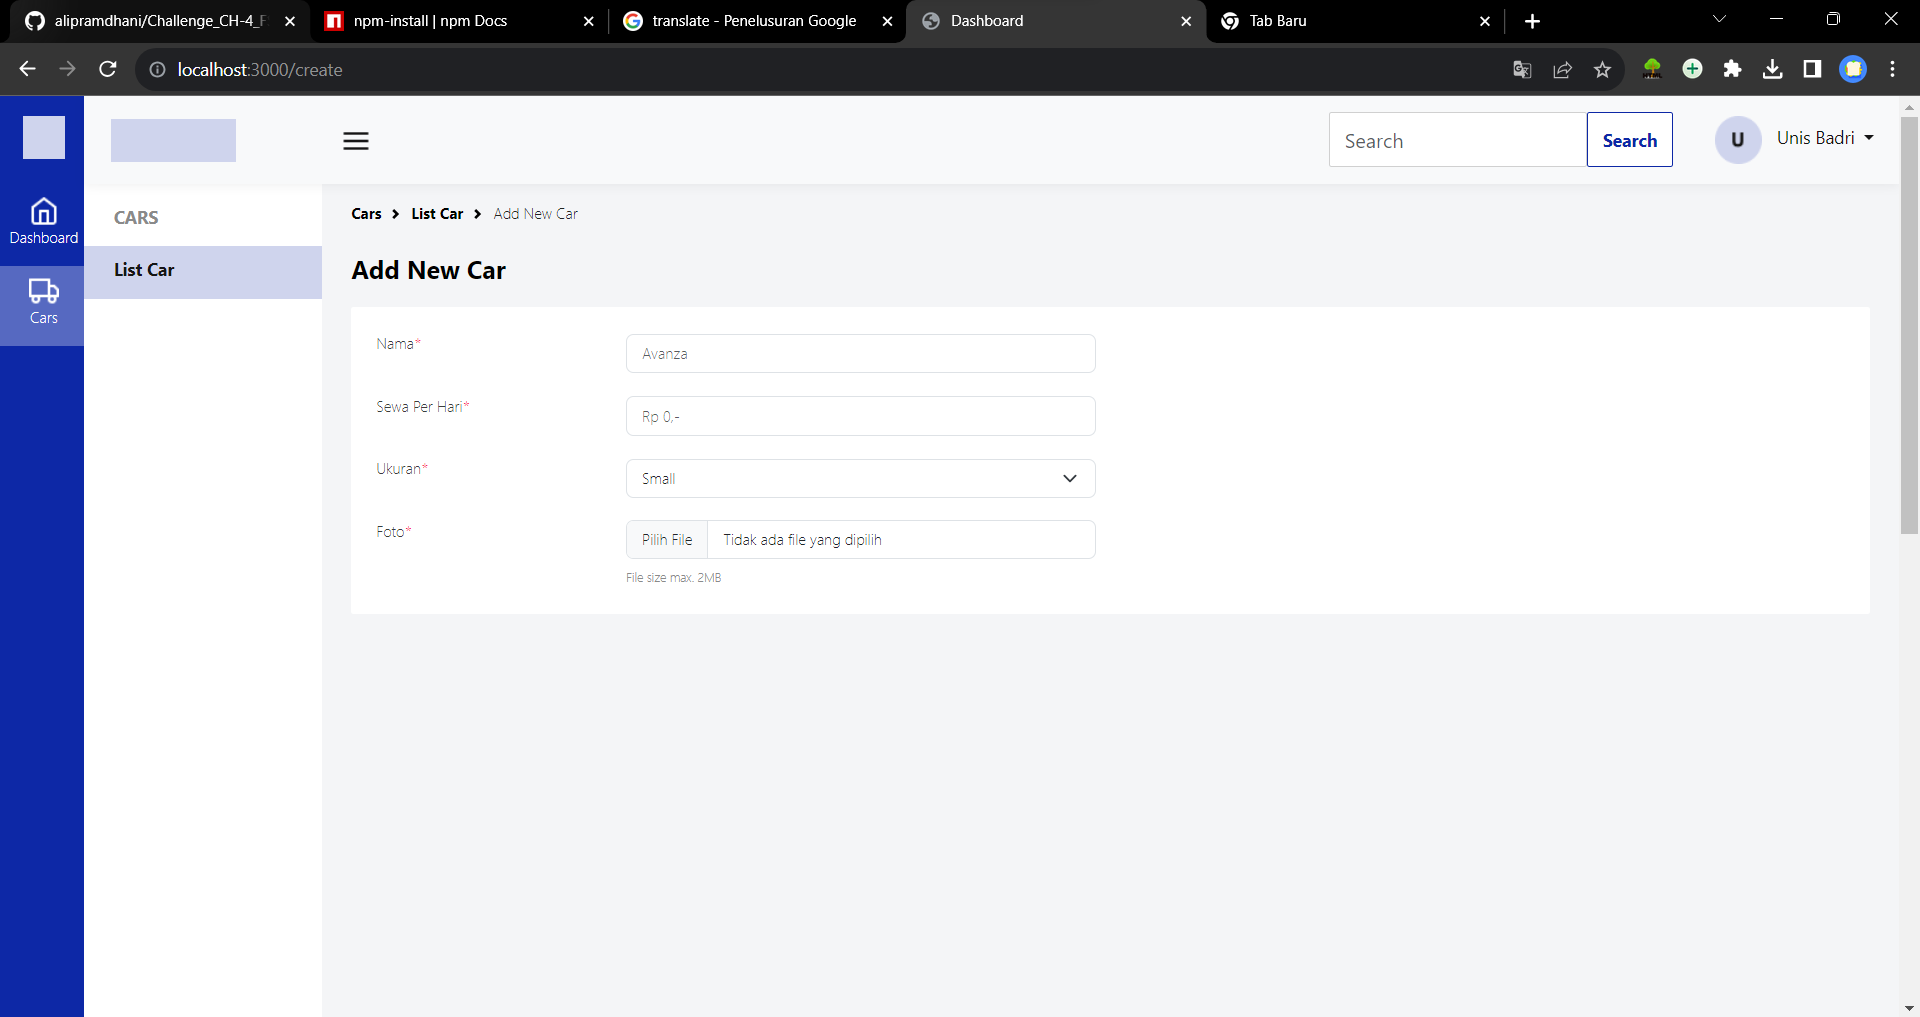 alipramdhani/Challenge_CH-4_F
npm-install | npm Docs
translate - Penelusuran Google
Dashboard
Tab Baru
localhost:3000/create
Search
Search
U
Unis Badri
Dashboard
Cars
CARS
List Car
Cars > List Car > Add New Car
Add New Car
Nama*
Avanza
Sewa Per Hari*
Rp 0,-
Ukuran*
Small
Foto*
Pilih File
Tidak ada file yang dipilih
File size max. 2MB